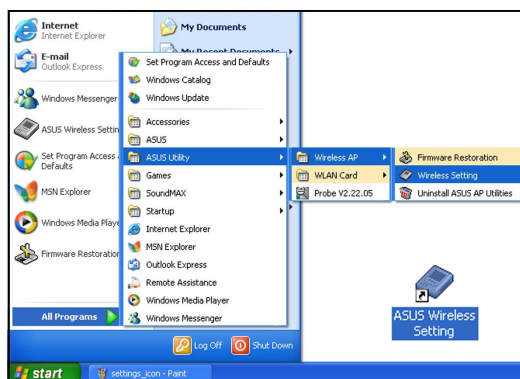 Internet
Internet Explorer
E-mail
Outlook Express
Windows Messenger
ASUS Wireless Settin
Set Program Access
Defaults
MSN Explorer
Windows Media Playe
Firmware Restoration
All Programs
My Documents
My Recent Documents
Set Program Access and Defaults
Windows Catalog
Windows Update
Accessories
ASUS
ASUS Utility
Games
SoundMAX
Startup
Internet Explorer
MSN Explorer
Outlook Express
Remote Assistance
Windows Media Player
Windows Messenger
Wireless AP
WLAN Card
Probe V2.22.05
Firmware Restoration
Wireless Setting
Uninstall ASUS AP Utilities
ASUS Wireless
Setting
Log Off
Shut Down
start
settings_icon - Paint